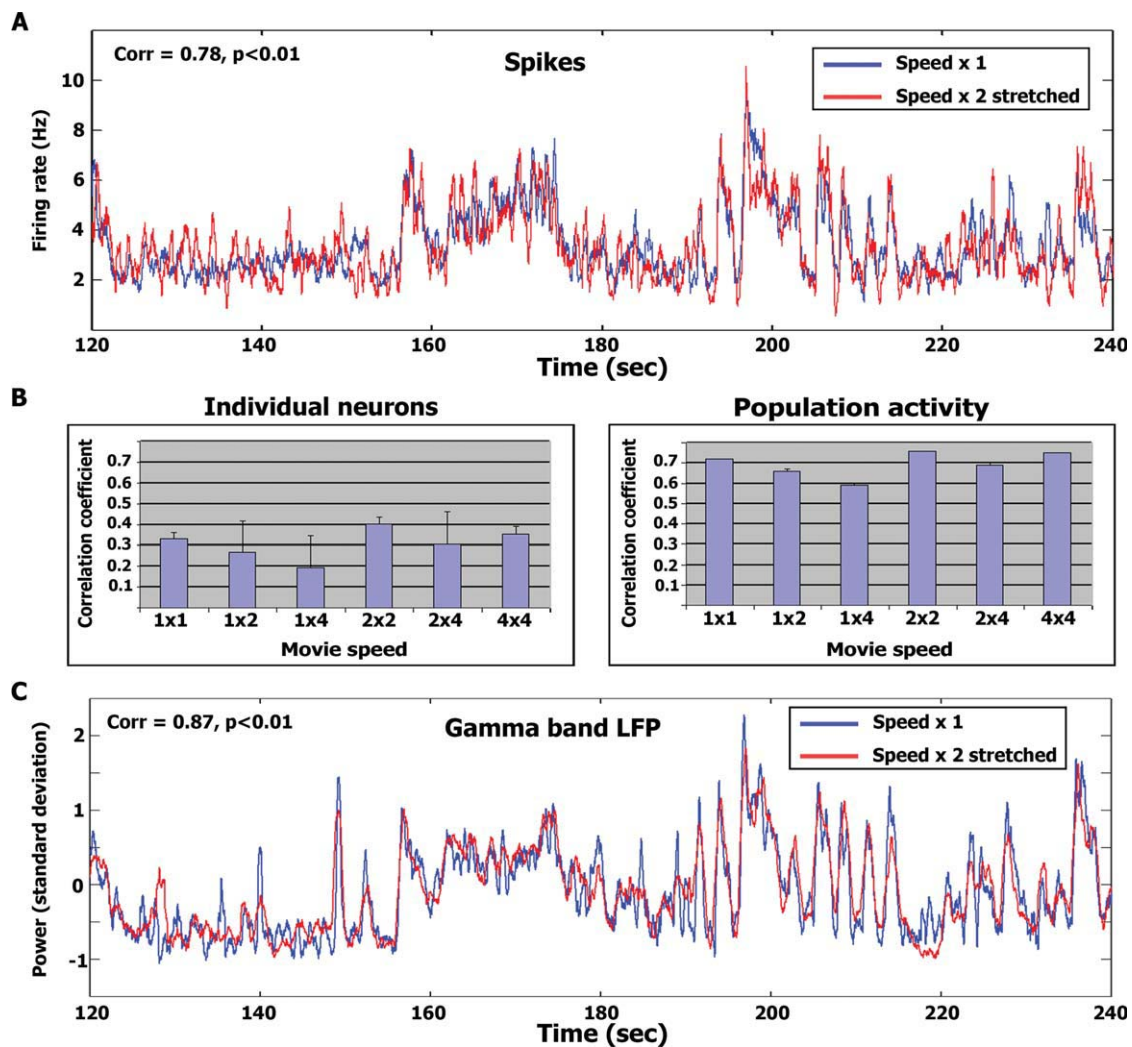 A
Corr = 0.78, p<0.01
Spikes
Speed x 1
Speed x 2 stretched
Firing rate (Hz)
10
8
6
4
2
120 140 160 180 200 220 240
Time (sec)
B
Individual neurons
Correlation coefficient
0.7
0.6
0.5
0.4
0.3
0.2
0.1
1x1 1x2 1x4 2x2 2x4 4x4
Movie speed
Population activity
Correlation coefficient
0.7
0.6
0.5
0.4
0.3
0.2
0.1
1x1 1x2 1x4 2x2 2x4 4x4
Movie speed
C
Corr = 0.87, p<0.01
Gamma band LFP
Speed x 1
Speed x 2 stretched
Power (standard deviation)
2
1
0
-1
120 140 160 180 200 220 240
Time (sec)